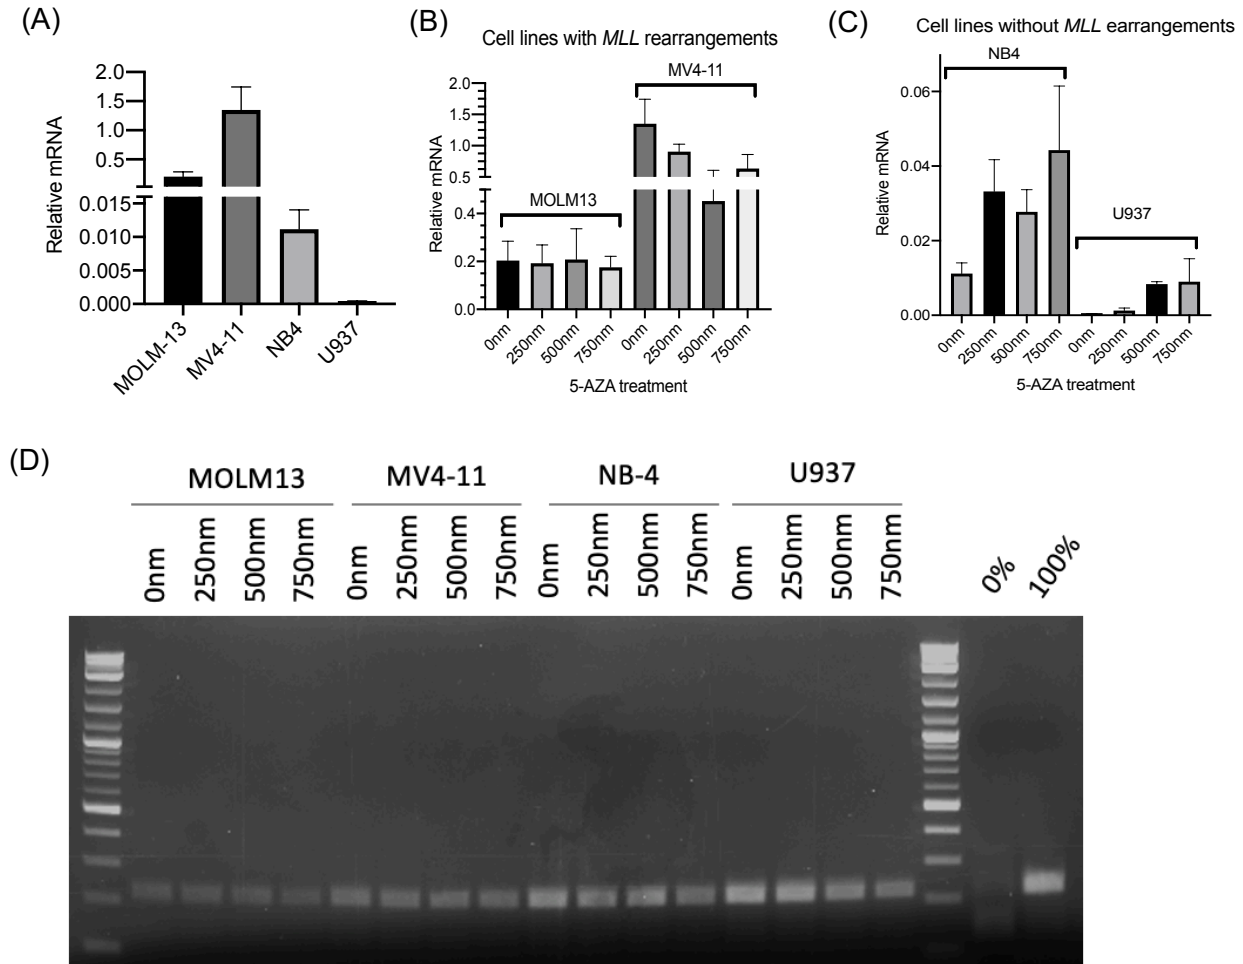 (A)
Relative mRNA
2.0
1.5
1.0
0.5
0.015
0.010
0.005
0.000
MOLM-13
MV4-11
NB4
U937
(B)
Cell lines with MLL rearrangements
MV4-11
Relative mRNA
2.0
1.5
1.0
0.5
0.4
0.2
0.0
MOLM13
0nm
250nm
500nm
750nm
0nm
250nm
500nm
750nm
5-AZA treatment
(C)
Cell lines without MLL earrangements
NB4
Relative mRNA
0.06
0.04
0.02
0.00
U937
0nm
250nm
500nm
750nm
0nm
250nm
500nm
750nm
5-AZA treatment
(D)
MOLM13
MV4-11
NB-4
U937
0nm
250nm
500nm
750nm
0nm
250nm
500nm
750nm
0nm
250nm
500nm
750nm
0nm
250nm
500nm
750nm
0%
100%